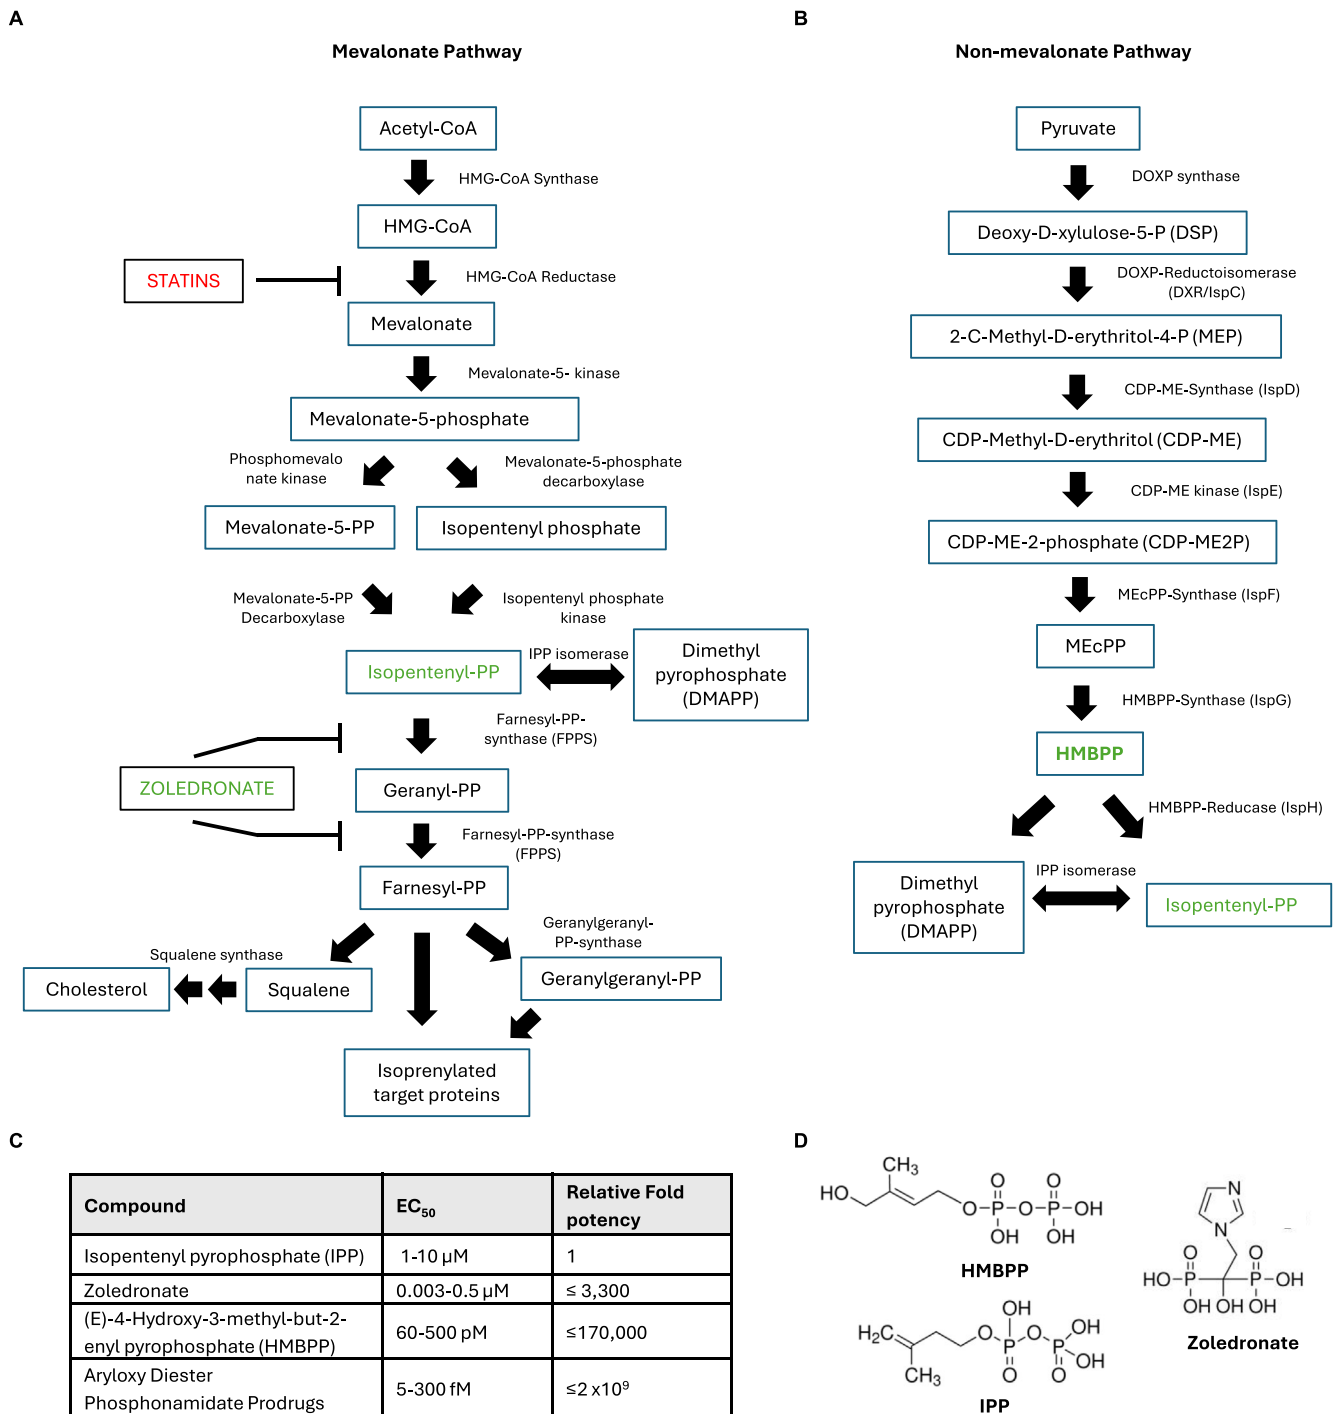 A
Mevalonate Pathway
Acetyl-CoA
HMG-CoA Synthase
HMG-CoA
STATINS
HMG-CoA Reductase
Mevalonate
Mevalonate-5- kinase
Mevalonate-5-phosphate
Phosphomevalo
nate kinase
Mevalonate-5-phosphate
decarboxylase
Mevalonate-5-PP
Isopentenyl phosphate
Mevalonate-5-PP
Decarboxylase
Isopentenyl phosphate
kinase
Isopentenyl-PP
IPP isomerase
Dimethyl
pyrophosphate
(DMAPP)
Farnesyl-PP-
synthase (FPPS)
ZOLEDRONATE
Geranyl-PP
Farnesyl-PP-synthase
(FPPS)
Farnesyl-PP
Geranylgeranyl-
PP-synthase
Squalene synthase
Cholesterol
Squalene
Geranylgeranyl-PP
Isoprenylated
target proteins
B
Non-mevalonate Pathway
Pyruvate
DOXP synthase
Deoxy-D-xylulose-5-P (DSP)
DOXP-Reductoisomerase
(DXR/IspC)
2-C-Methyl-D-erythritol-4-P (MEP)
CDP-ME-Synthase (IspD)
CDP-Methyl-D-erythritol (CDP-ME)
CDP-ME kinase (IspE)
CDP-ME-2-phosphate (CDP-ME2P)
MEcPP-Synthase (IspF)
MEcPP
HMBPP-Synthase (IspG)
HMBPP
HMBPP-Reducase (IspH)
Dimethyl
pyrophosphate
(DMAPP)
IPP isomerase
Isopentenyl-PP
C
Compound EC50 Relative Fold potency
Isopentenyl pyrophosphate (IPP) 1-10 µM 1
Zoledronate 0.003-0.5 µM ≤ 3,300
(E)-4-Hydroxy-3-methyl-but-2-
enyl pyrophosphate (HMBPP) 60-500 pM ≤170,000
Aryloxy Diester
Phosphonamidate Prodrugs 5-300 fM ≤2 x10⁹
D
CH3
HO
O O
O P O P OH
OH OH
HMBPP
OH
H2C O P O P OH
CH3 O O OH
IPP
N
N
O O
HO P P OH
OH OH OH
Zoledronate